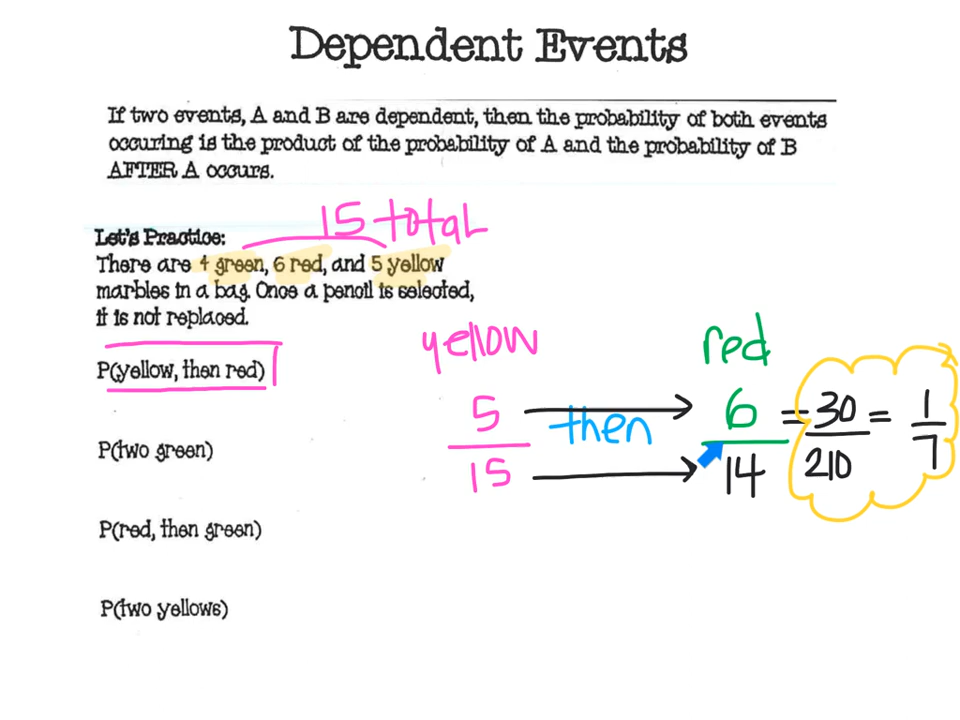 Dependent Events
If two events, A and B are dependent, then the probability of both events
occuring is the product of the probability of A and the probability of B
AFTER A occurs.
15 total
Let's Practice:
There are 4 green, 6 red, and 5 yellow
marbles in a bag. Once a pencil is selected,
it is not replaced.
yellow
red
P(yellow, then red)
5 then 6 = 30 = 1
15 14 210 7
P(two green)
P(red, then green)
P(two yellows)